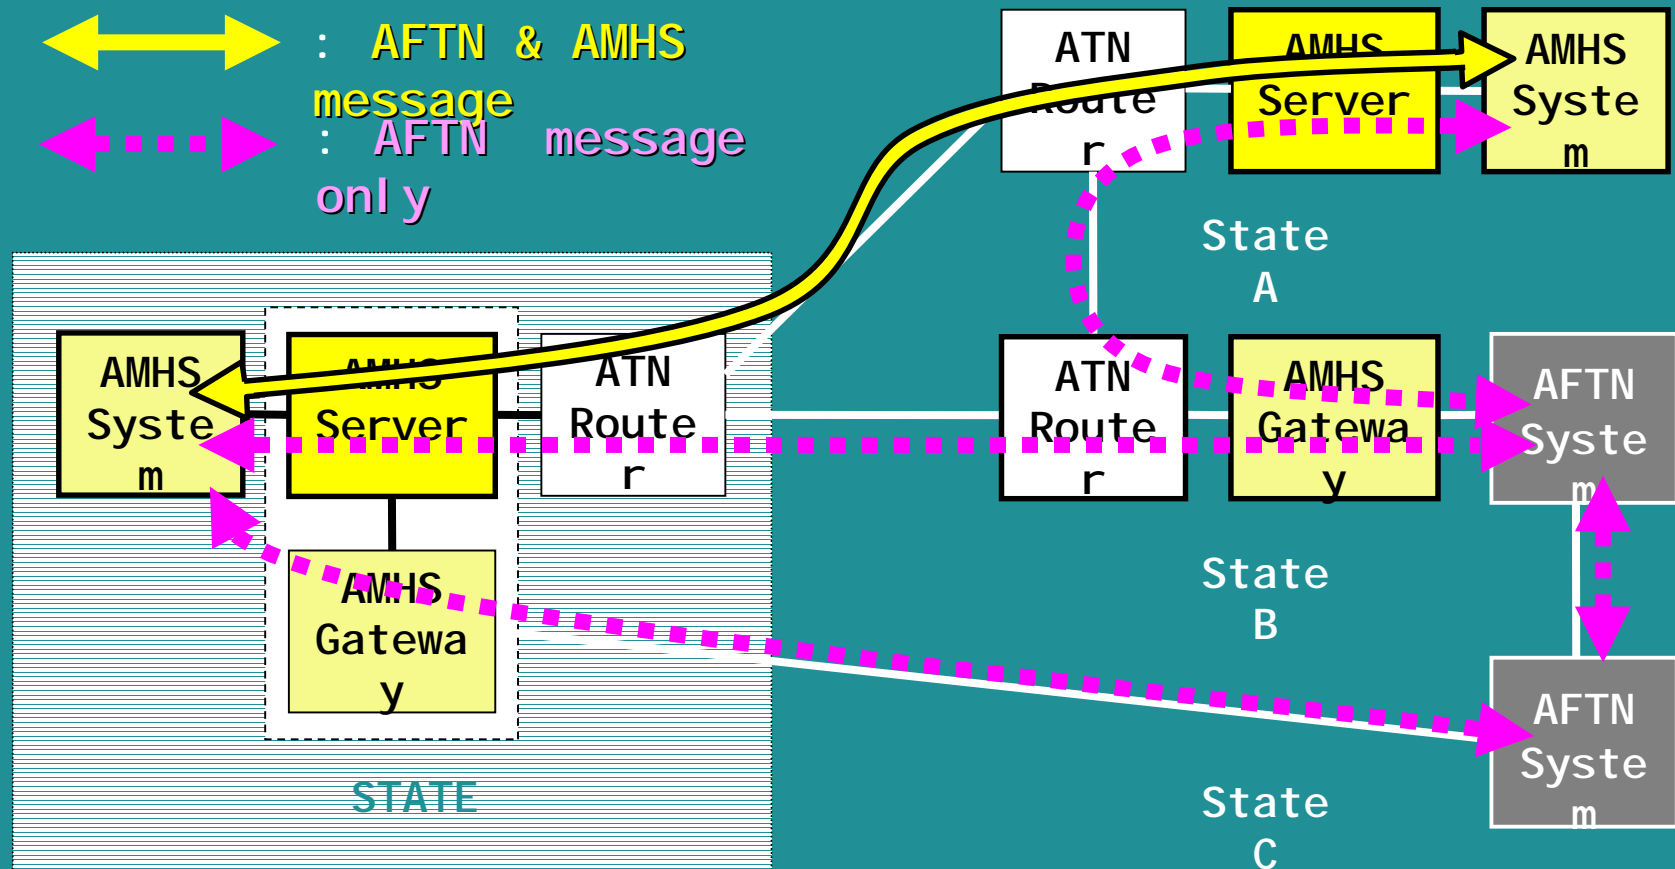 : AFTN & AMHS
message
: AFTN message
only
ATN
Route
r
AMHS
Server
AMHS
Syste
m
State
A
AMHS
Syste
m
AMHS
Server
ATN
Route
r
ATN
Route
r
AMHS
Gatewa
y
AFTN
Syste
m
AMHS
Gatewa
y
State
B
AFTN
Syste
m
STATE
State
C